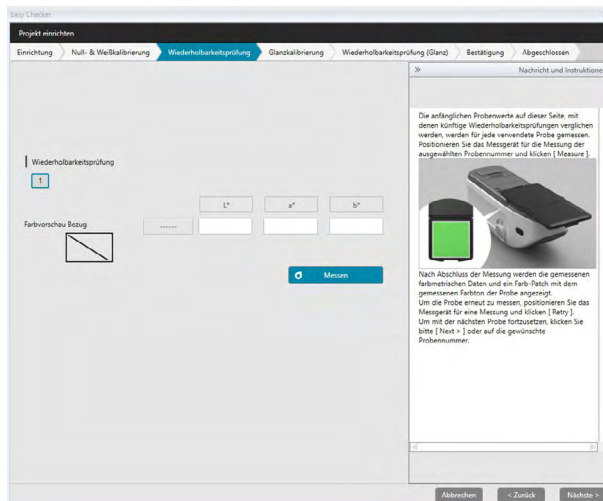 Easy Checker
Projekt einrichten
Einrichtung Null- & Weißkalibrierung Wiederholbarkeitsprüfung Glanzkalibrierung Wiederholbarkeitsprüfung (Glanz) Bestätigung Abgeschlossen
» Nachricht und Instruktione
Die anfänglichen Probenwerte auf dieser Seite, mit
denen künftige Wiederholbarkeitsprüfungen verglichen
werden, werden für jede verwendete Probe gemessen.
Positionieren Sie das Messgerät für die Messung der
ausgewählten Probennummer und klicken [ Measure ].
Wiederholbarkeitsprüfung
1
L* a* b*
Farbvorschau Bezug ------
Messen
Nach Abschluss der Messung werden die gemessenen
farbmetrischen Daten und ein Farb-Patch mit dem
gemessenen Farbton der Probe angezeigt.
Um die Probe erneut zu messen, positionieren Sie das
Messgerät für eine Messung und klicken [ Retry ].
Um mit der nächsten Probe fortzusetzen, klicken Sie
bitte [ Next > ] oder auf die gewünschte
Probennummer.
Abbrechen < Zurück Nächste >